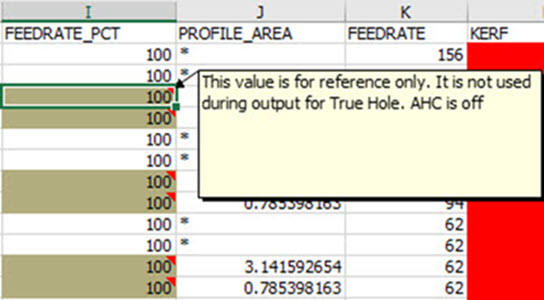 I J K
FEEDRATE_PCT PROFILE_AREA FEEDRATE KERF
100 * 156
100 *
This value is for reference only. It is not used
100
during output for True Hole. AHC is off
100
100 *
100 *
100
100 0.785398163 94
100 * 62
100 * 62
100 3.141592654 62
100 0.785398163 62